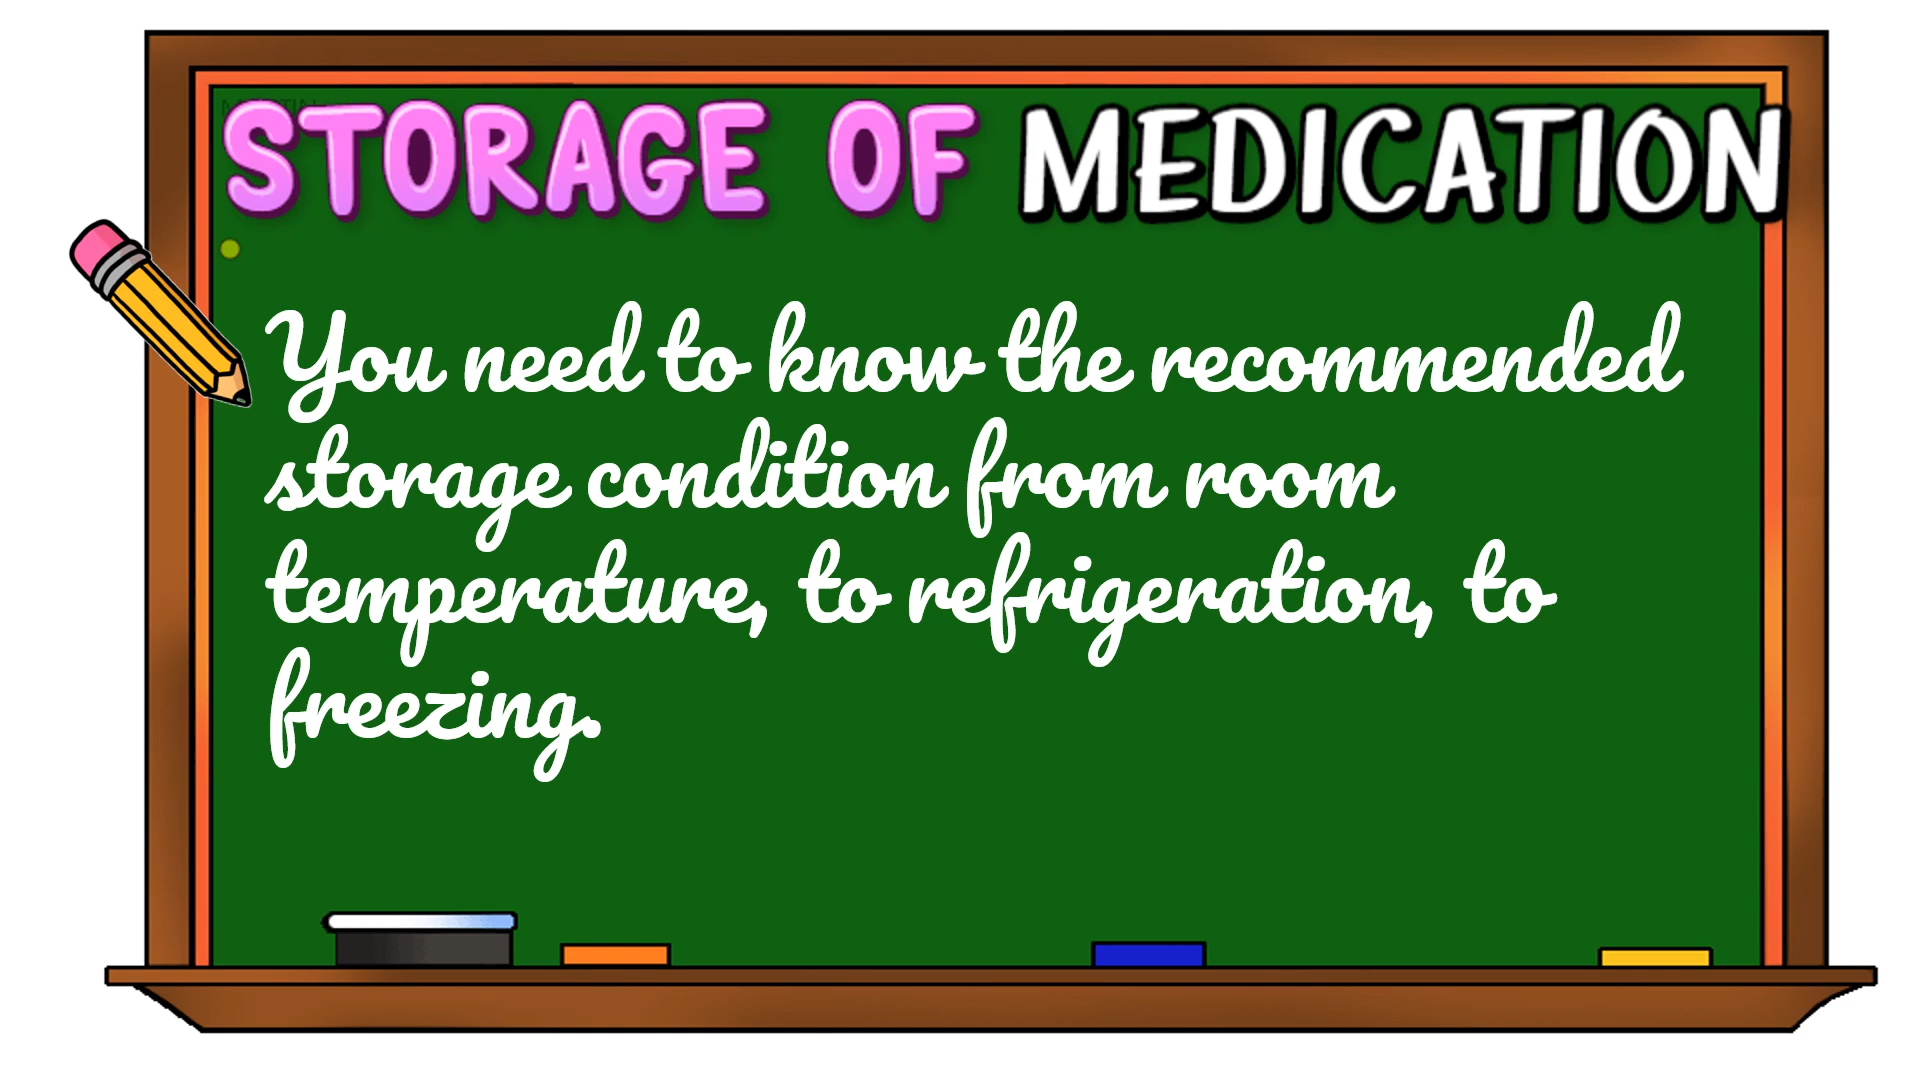 STORAGE OF MEDICATION
You need to know the recommended
storage condition from room
temperature, to refrigeration, to
freezing.